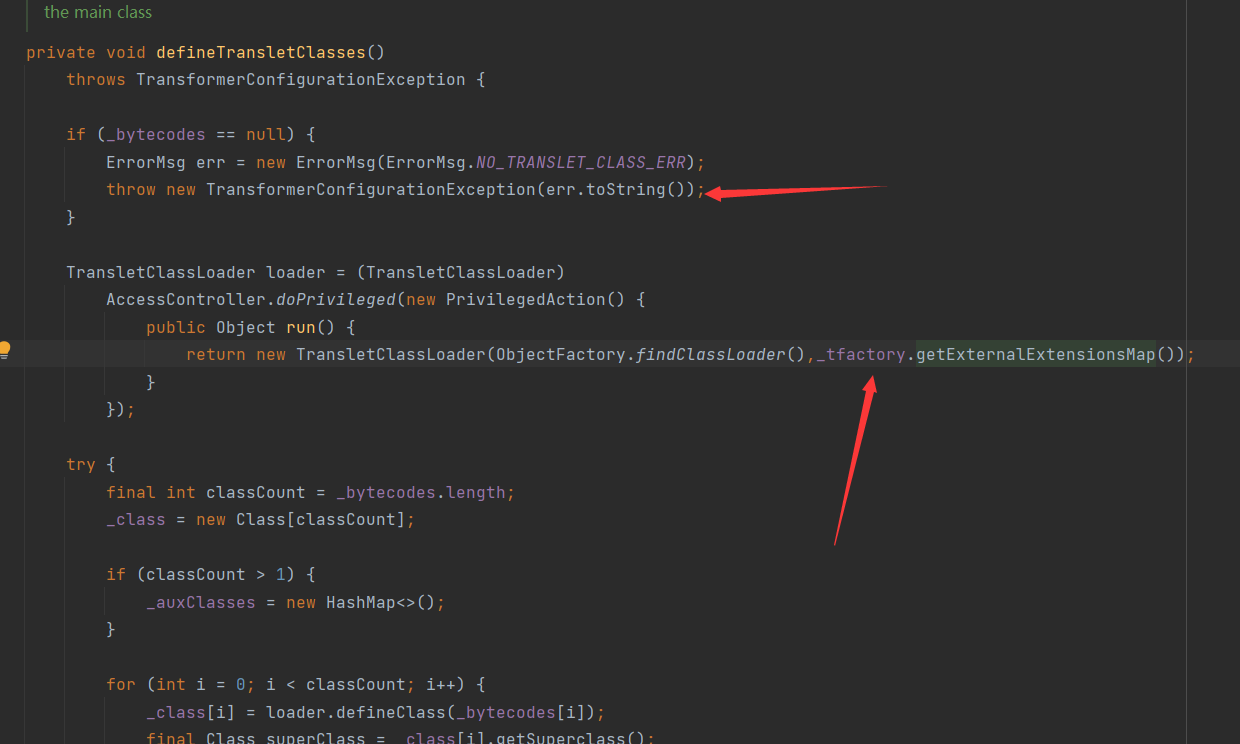 the main class
private void defineTransletClasses()
throws TransformerConfigurationException {
if (_bytecodes == null) {
ErrorMsg err = new ErrorMsg(ErrorMsg.NO_TRANSLET_CLASS_ERR);
throw new TransformerConfigurationException(err.toString());
}
TransletClassLoader loader = (TransletClassLoader)
AccessController.doPrivileged(new PrivilegedAction() {
public Object run() {
return new TransletClassLoader(ObjectFactory.findClassLoader(),_tfactory.getExternalExtensionsMap());
}
});
try {
final int classCount = _bytecodes.length;
_class = new Class[classCount];
if (classCount > 1) {
_auxClasses = new HashMap<>();
}
for (int i = 0; i < classCount; i++) {
_class[i] = loader.defineClass(_bytecodes[i]);
final Class superClass = _class[i].getSuperclass();